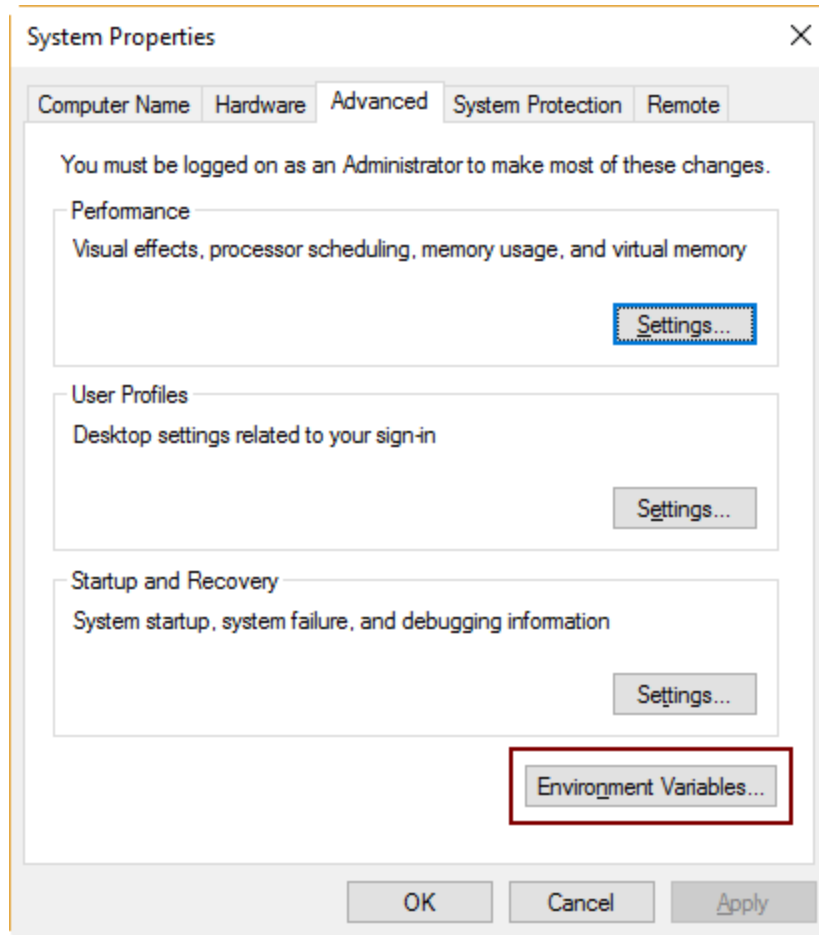 System Properties
Computer Name Hardware Advanced System Protection Remote
You must be logged on as an Administrator to make most of these changes.
Performance
Visual effects, processor scheduling, memory usage, and virtual memory
Settings...
User Profiles
Desktop settings related to your sign-in
Settings...
Startup and Recovery
System startup, system failure, and debugging information
Settings...
Environment Variables...
OK Cancel Apply